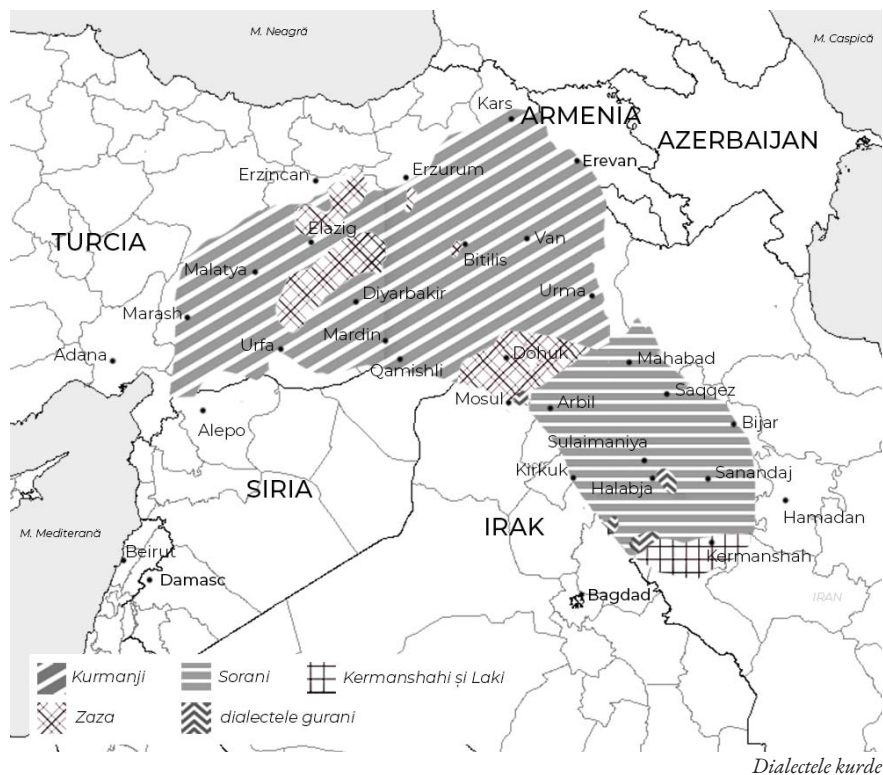 M. Neagră
M. Caspică
Kars
ARMENIA
AZERBAIJAN
Erevan
Erzincan
Erzurum
TURCIA
Elazig
Van
Bitilis
Malatya
Diyarbakir
Urma
Marash
Mardin
Urfa
Adana
Dohuk
Mahabad
Qamishli
Saqqez
Mosul
Arbil
Alepo
Bijar
Sulaimaniya
Kirkuk
Sanandaj
Halabja
SIRIA
Hamadan
IRAK
M. Mediterană
Beirut
Kermanshah
Damasc
Bagdad
IRAN
Kurmanji
Sorani
Kermanshahi și Laki
Zaza
dialectele gurani
Dialectele kurde